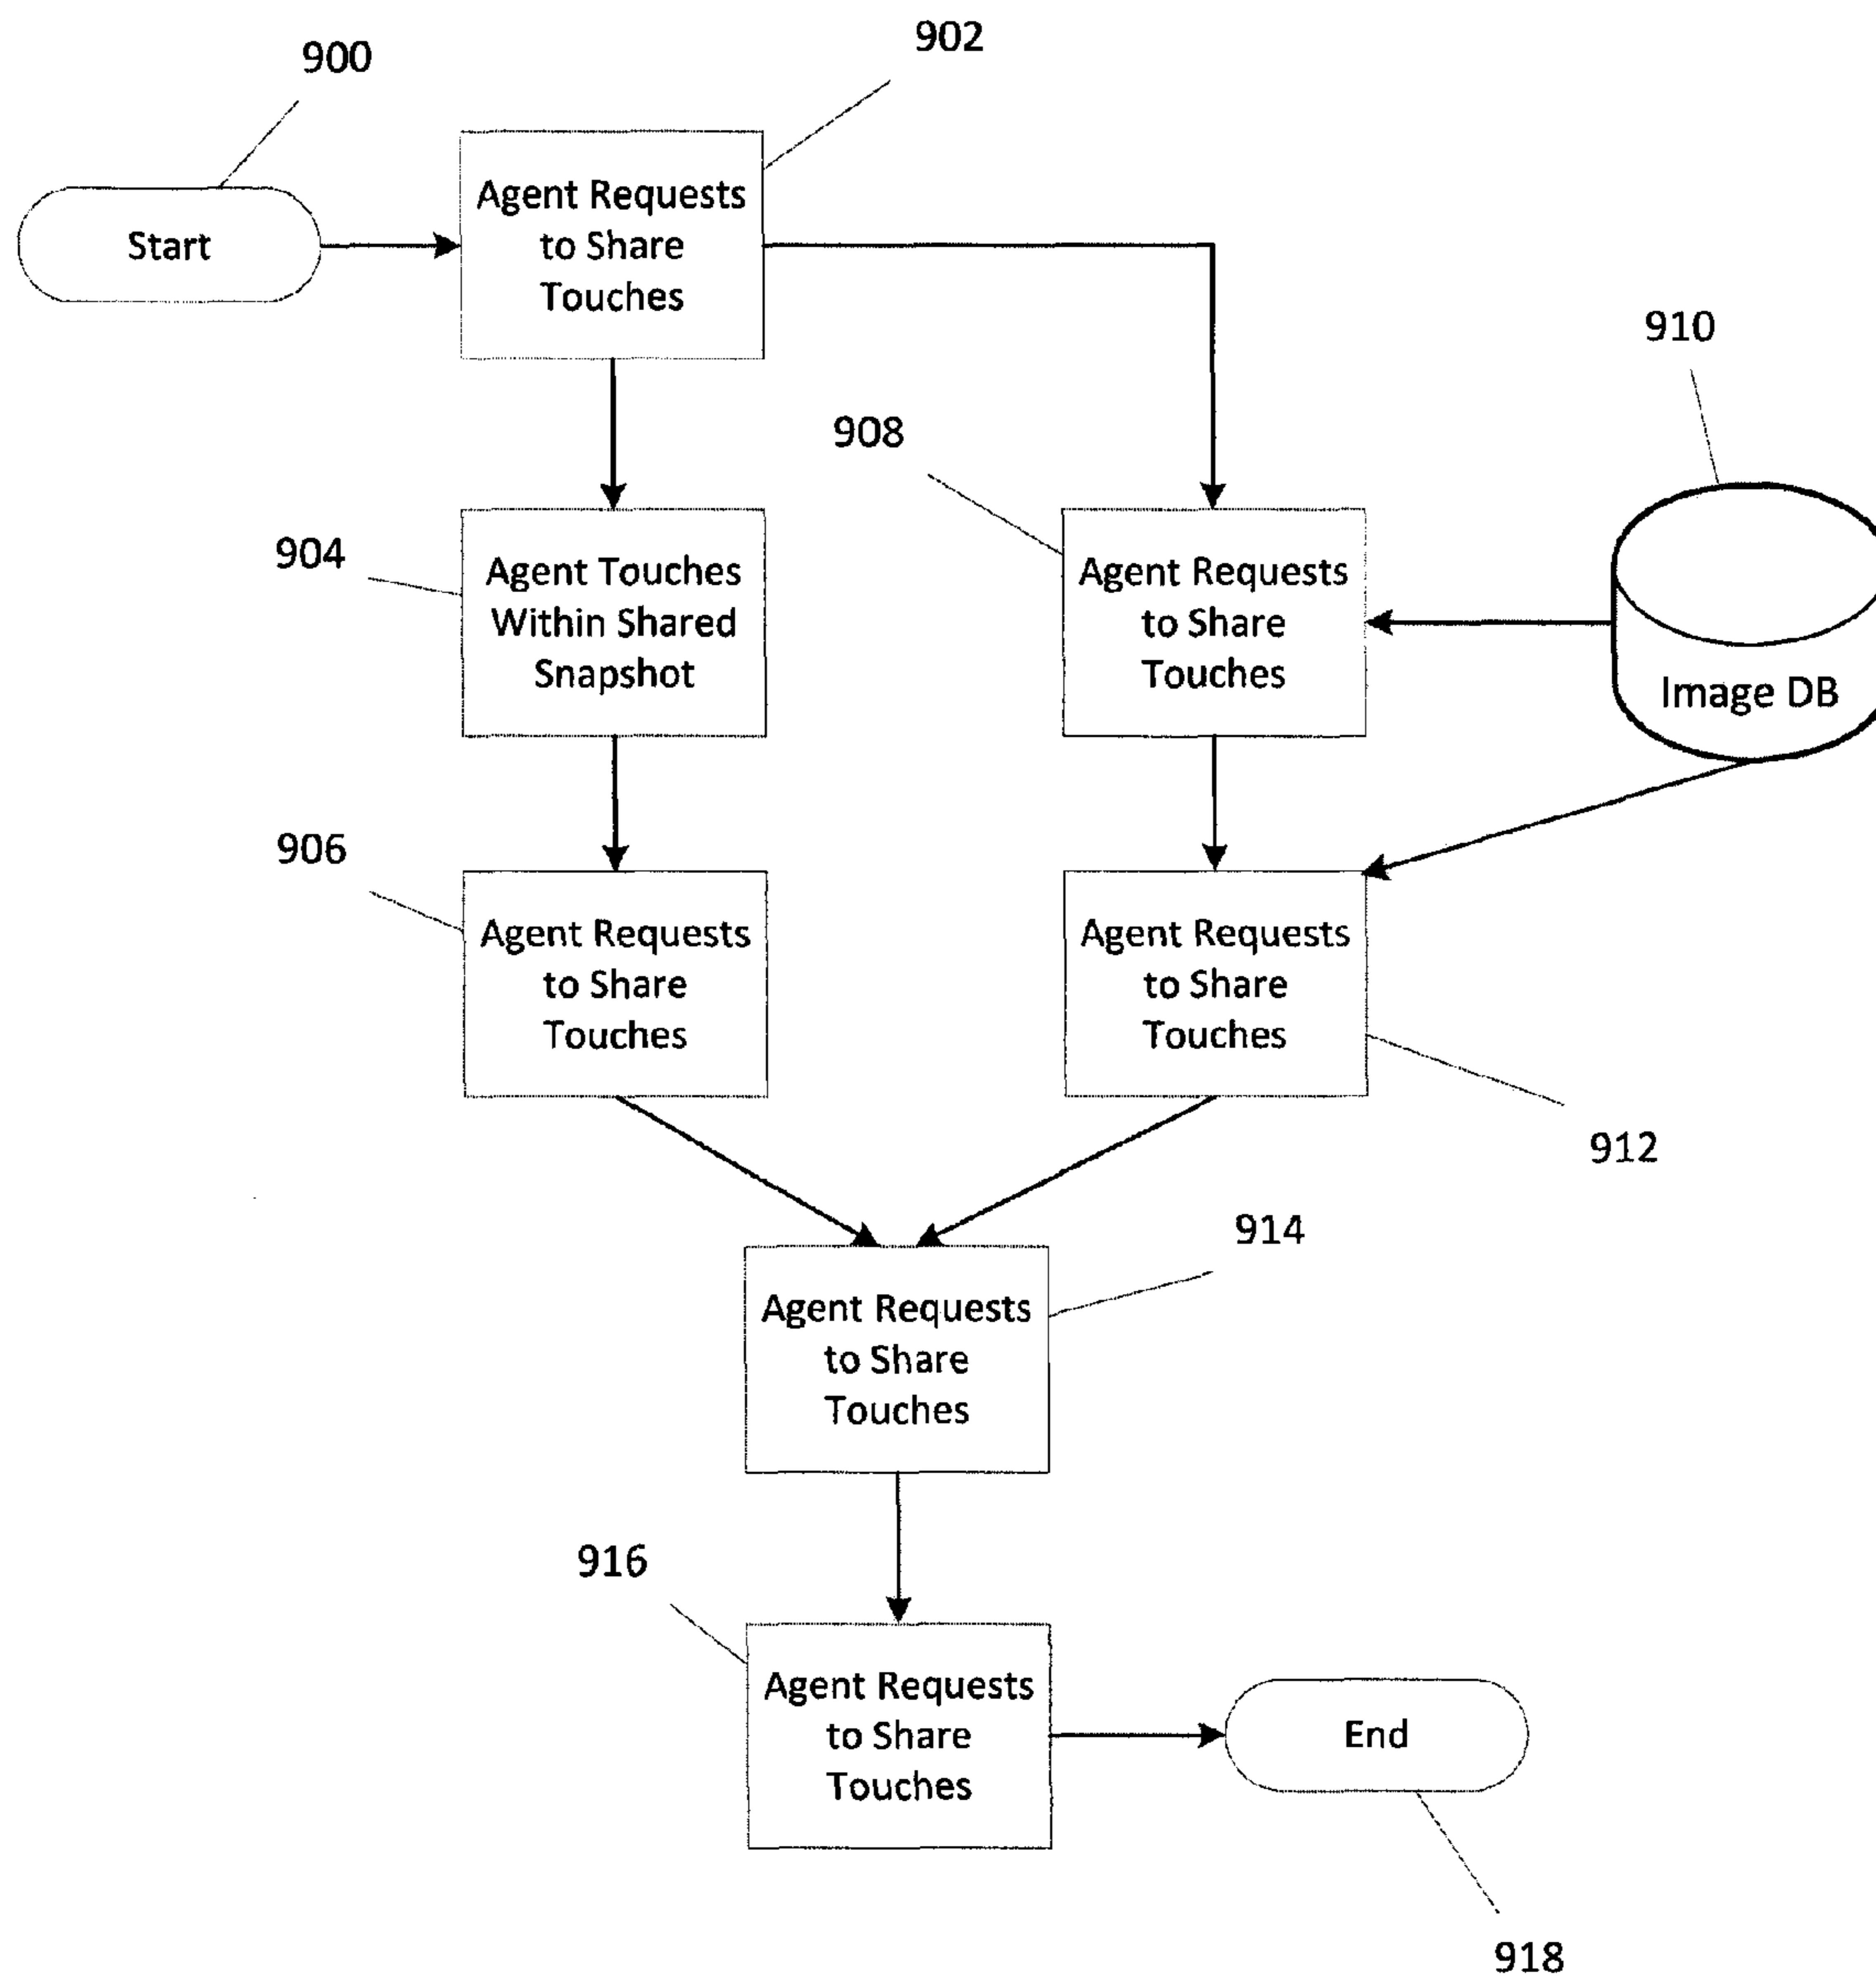 900
902
Start
Agent Requests
to Share
Touches
910
908
904
Agent Touches
Within Shared
Snapshot
Agent Requests
to Share
Touches
Image DB
906
Agent Requests
to Share
Touches
Agent Requests
to Share
Touches
912
914
Agent Requests
to Share
Touches
916
Agent Requests
to Share
Touches
End
918